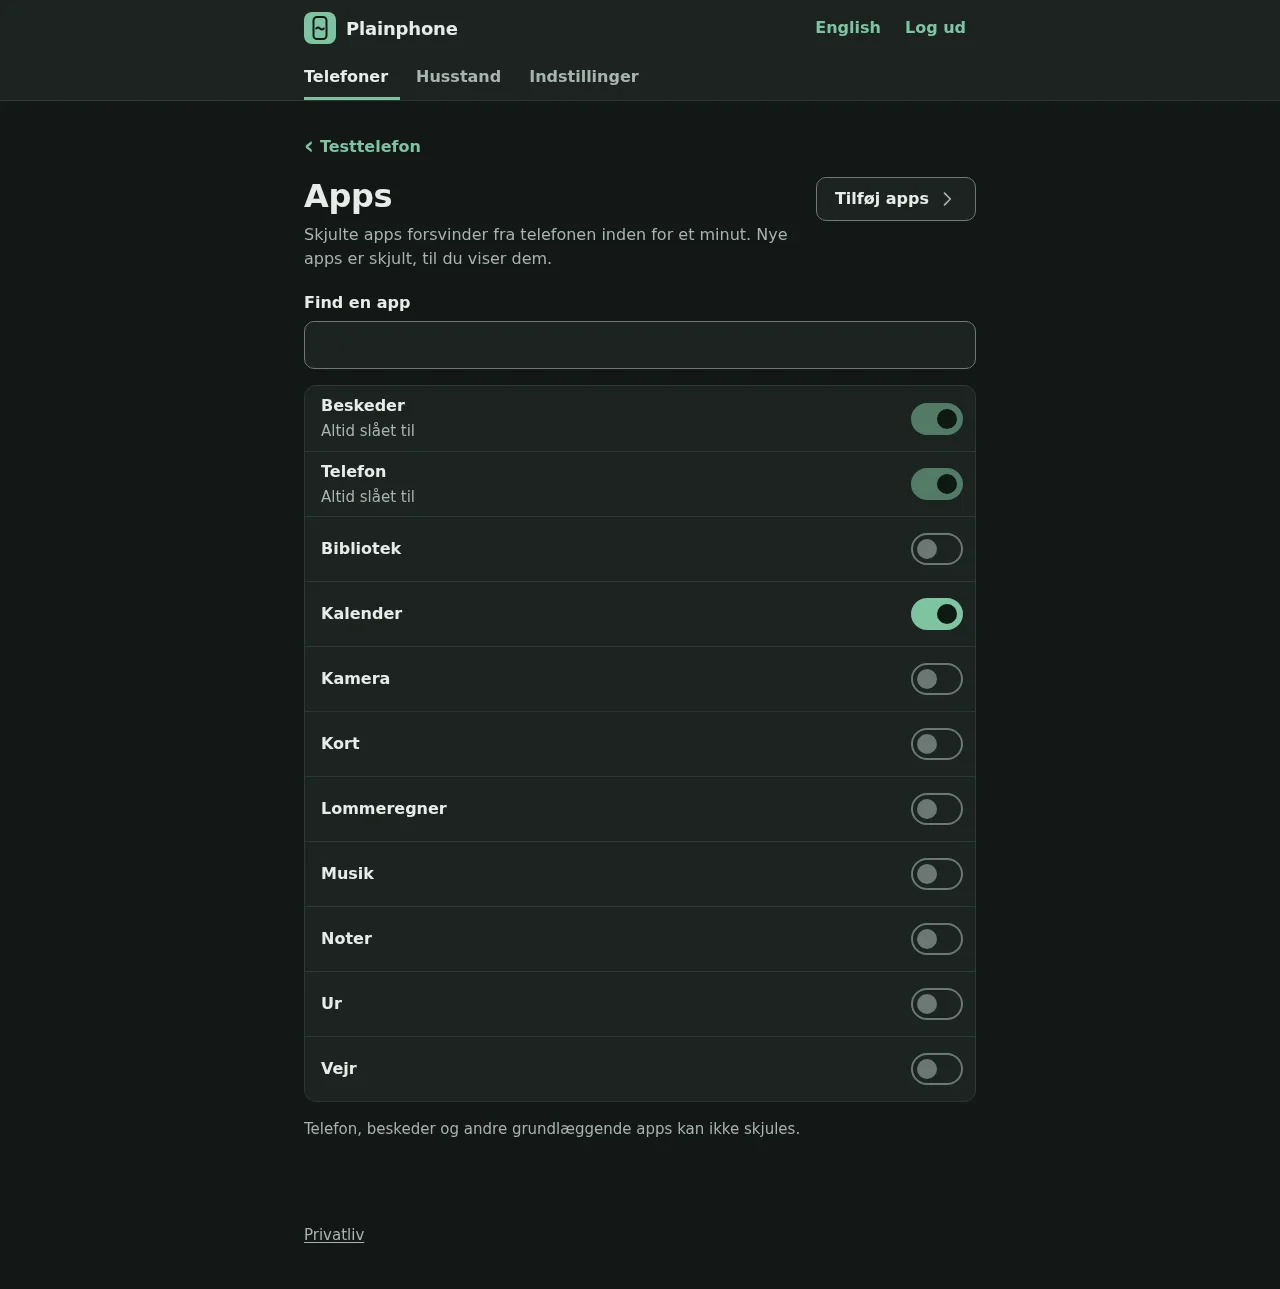 Plainphone
English
Log ud
Telefoner
Husstand
Indstillinger
Testtelefon
Apps
Tilføj apps
Skjulte apps forsvinder fra telefonen inden for et minut. Nye
apps er skjult, til du viser dem.
Find en app
Beskeder
Altid slået til
Telefon
Altid slået til
Bibliotek
Kalender
Kamera
Kort
Lommeregner
Musik
Noter
Ur
Vejr
Telefon, beskeder og andre grundlæggende apps kan ikke skjules.
Privatliv